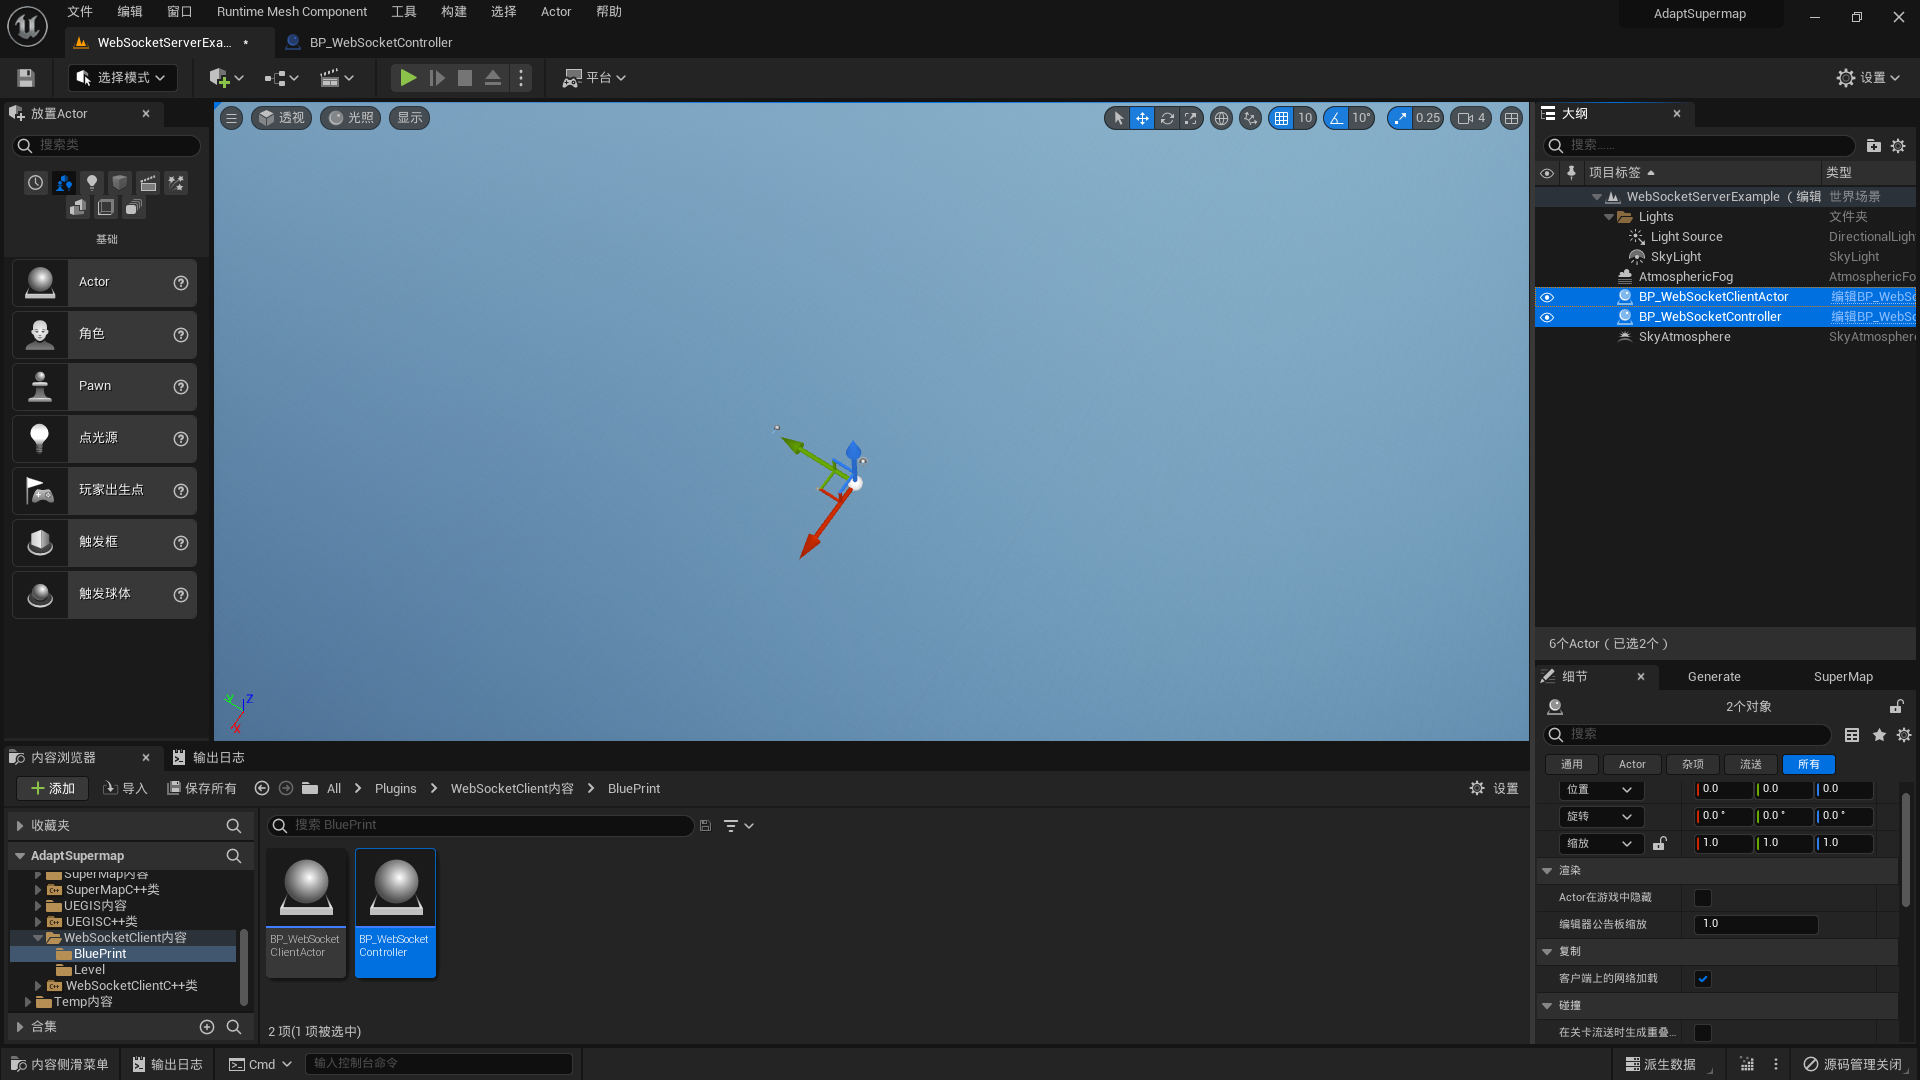 文件
编辑
窗口
Runtime Mesh Component
工具
构建
选择
Actor
帮助
AdaptSupermap
WebSocketServerExa...
BP_WebSocketController
选择模式
平台
设置
放置Actor
搜索类
基础
Actor
角色
Pawn
点光源
玩家出生点
触发框
触发球体
透视
光照
显示
10
10°
0.25
4
Y
Z
X
大纲
搜索......
项目标签
类型
WebSocketServerExample（编辑
世界场景
Lights
文件夹
Light Source
DirectionalLigh
SkyLight
SkyLight
AtmosphericFog
AtmosphericFo
BP_WebSocketClientActor
编辑BP_WebSo
BP_WebSocketController
编辑BP_WebSo
SkyAtmosphere
SkyAtmosphere
6个Actor（已选2个）
细节
Generate
SuperMap
2个对象
搜索
通用
Actor
杂项
流送
所有
位置
0.0
0.0
0.0
旋转
0.0 °
0.0 °
0.0 °
缩放
1.0
1.0
1.0
渲染
Actor在游戏中隐藏
编辑器公告板缩放
1.0
复制
客户端上的网络加载
碰撞
在关卡流送时生成重叠...
内容浏览器
输出日志
添加
导入
保存所有
All
Plugins
WebSocketClient内容
BluePrint
设置
收藏夹
AdaptSupermap
SuperMap内容
SuperMapC++类
UEGIS内容
UEGISC++类
WebSocketClient内容
BluePrint
Level
WebSocketClientC++类
Temp内容
合集
搜索 BluePrint
BP_WebSocket
ClientActor
BP_WebSocket
Controller
2 项(1 项被选中)
内容侧滑菜单
输出日志
Cmd
输入控制台命令
派生数据
源码管理关闭